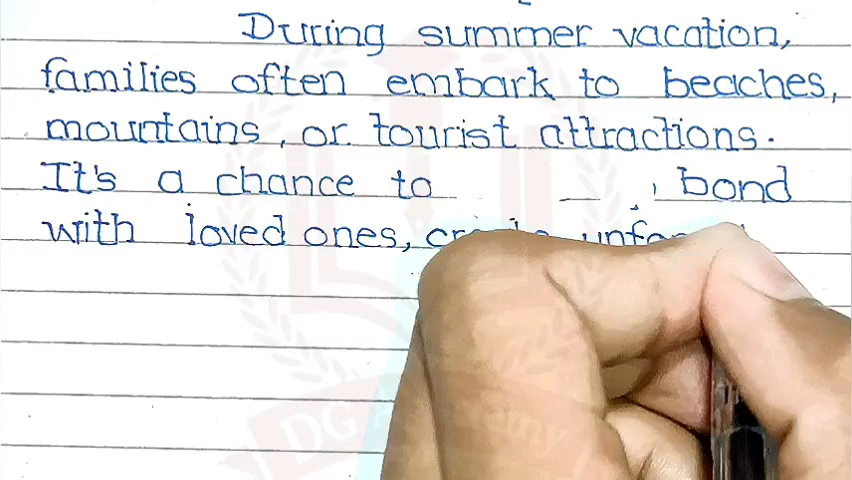 During summer vacation,
families often embark to beaches,
mountains, or tourist attractions.
It's a chance to , bond
with loved ones,
DG